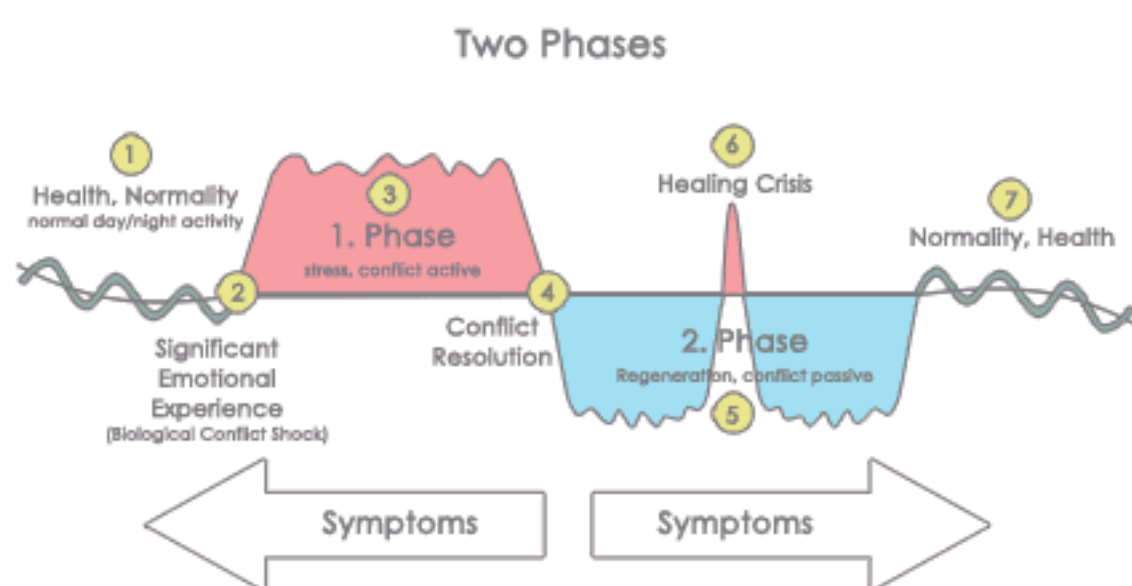 Two Phases
1
Health, Normality
normal day/night activity
2
Significant
Emotional
Experience
(Biological Conflict Shock)
3
1. Phase
stress, conflict active
4
Conflict
Resolution
2. Phase
Regeneration, conflict passive
5
6
Healing Crisis
7
Normality, Health
Symptoms
Symptoms